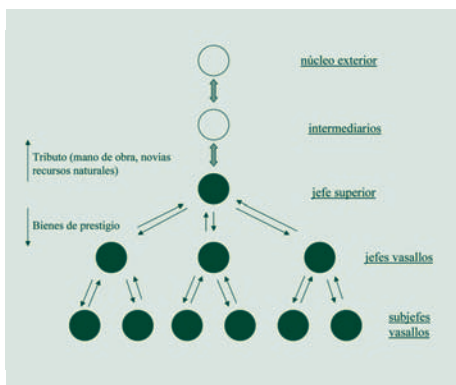 núcleo exterior
intermediarios
Tributo (mano de obra, novias
recursos naturales)
jefe superior
Bienes de prestigio
jefes vasallos
subjefes
vasallos